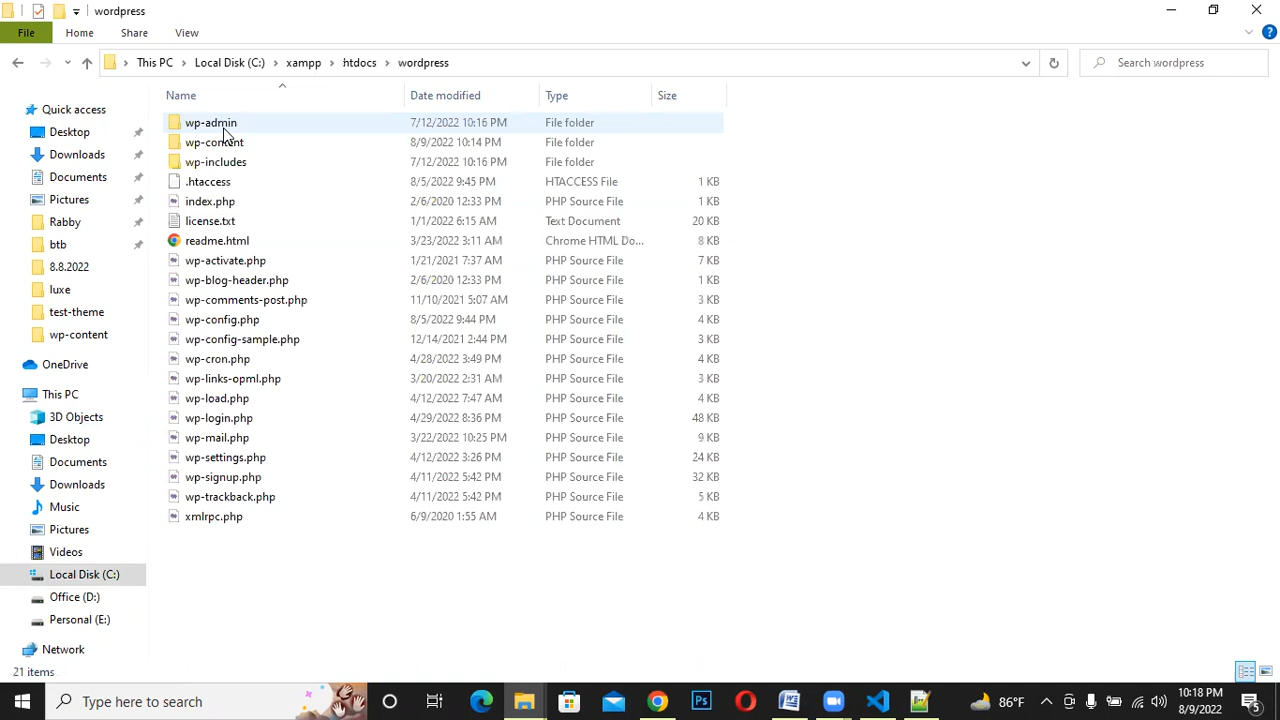 wordpress
File Home Share View
This PC Local Disk (C:) xampp htdocs wordpress Search wordpress
Name Date modified Type Size
Quick access
Desktop
Downloads
Documents
Pictures
Rabby
btb
8.8.2022
luxe
test-theme
wp-content
OneDrive
This PC
3D Objects
Desktop
Documents
Downloads
Music
Pictures
Videos
Local Disk (C:)
Office (D:)
Personal (E:)
Network
wp-admin 7/12/2022 10:16 PM File folder
wp-content 8/9/2022 10:14 PM File folder
wp-includes 7/12/2022 10:16 PM File folder
.htaccess 8/5/2022 9:45 PM HTACCESS File 1 KB
index.php 2/6/2020 12:33 PM PHP Source File 1 KB
license.txt 1/1/2022 6:15 AM Text Document 20 KB
readme.html 3/23/2022 3:11 AM Chrome HTML Do... 8 KB
wp-activate.php 1/21/2021 7:37 AM PHP Source File 7 KB
wp-blog-header.php 2/6/2020 12:33 PM PHP Source File 1 KB
wp-comments-post.php 11/10/2021 5:07 AM PHP Source File 3 KB
wp-config.php 8/5/2022 9:44 PM PHP Source File 4 KB
wp-config-sample.php 12/14/2021 2:44 PM PHP Source File 3 KB
wp-cron.php 4/28/2022 3:49 PM PHP Source File 4 KB
wp-links-opml.php 3/20/2022 2:31 AM PHP Source File 3 KB
wp-load.php 4/12/2022 7:47 AM PHP Source File 4 KB
wp-login.php 4/29/2022 8:36 PM PHP Source File 48 KB
wp-mail.php 3/22/2022 10:25 PM PHP Source File 9 KB
wp-settings.php 4/12/2022 3:26 PM PHP Source File 24 KB
wp-signup.php 4/11/2022 5:42 PM PHP Source File 32 KB
wp-trackback.php 4/11/2022 5:42 PM PHP Source File 5 KB
xmlrpc.php 6/9/2020 1:55 AM PHP Source File 4 KB
21 items
Type here to search
Ps
86°F
10:18 PM
8/9/2022
5